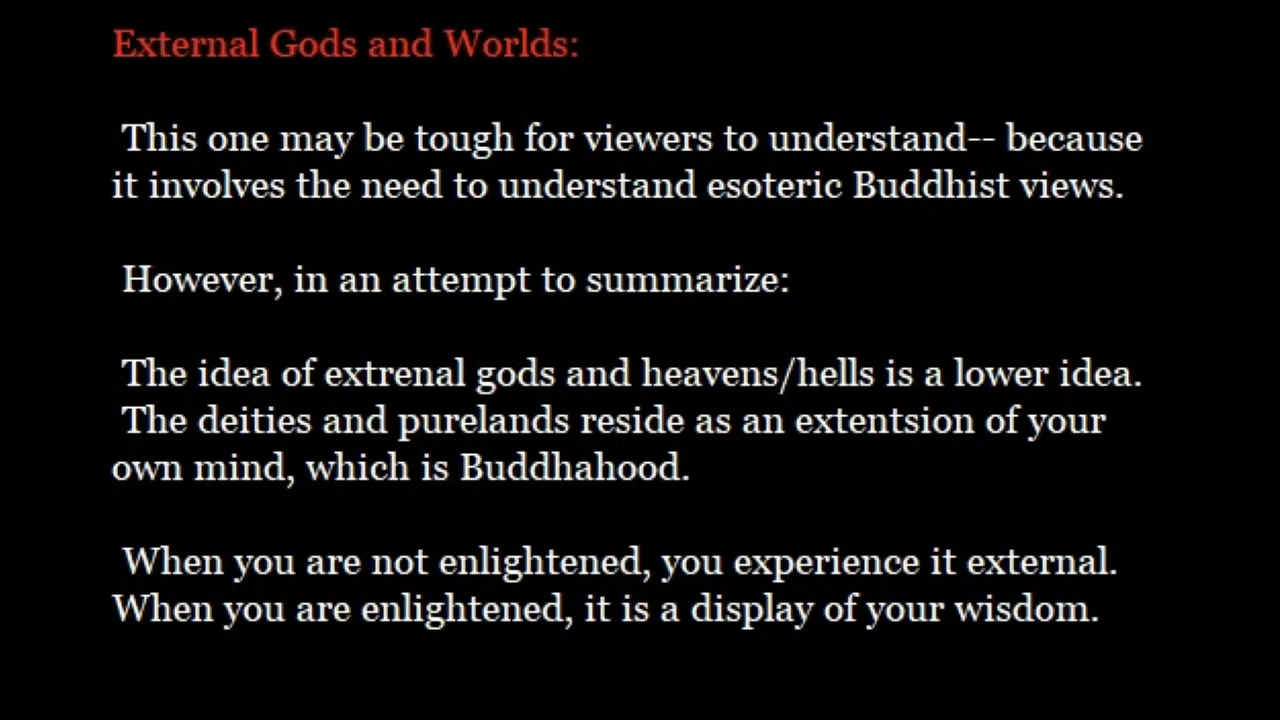 External Gods and Worlds:
This one may be tough for viewers to understand-- because
it involves the need to understand esoteric Buddhist views.
However, in an attempt to summarize:
The idea of extrenal gods and heavens/hells is a lower idea.
The deities and purelands reside as an extentsion of your
own mind, which is Buddhahood.
When you are not enlightened, you experience it external.
When you are enlightened, it is a display of your wisdom.